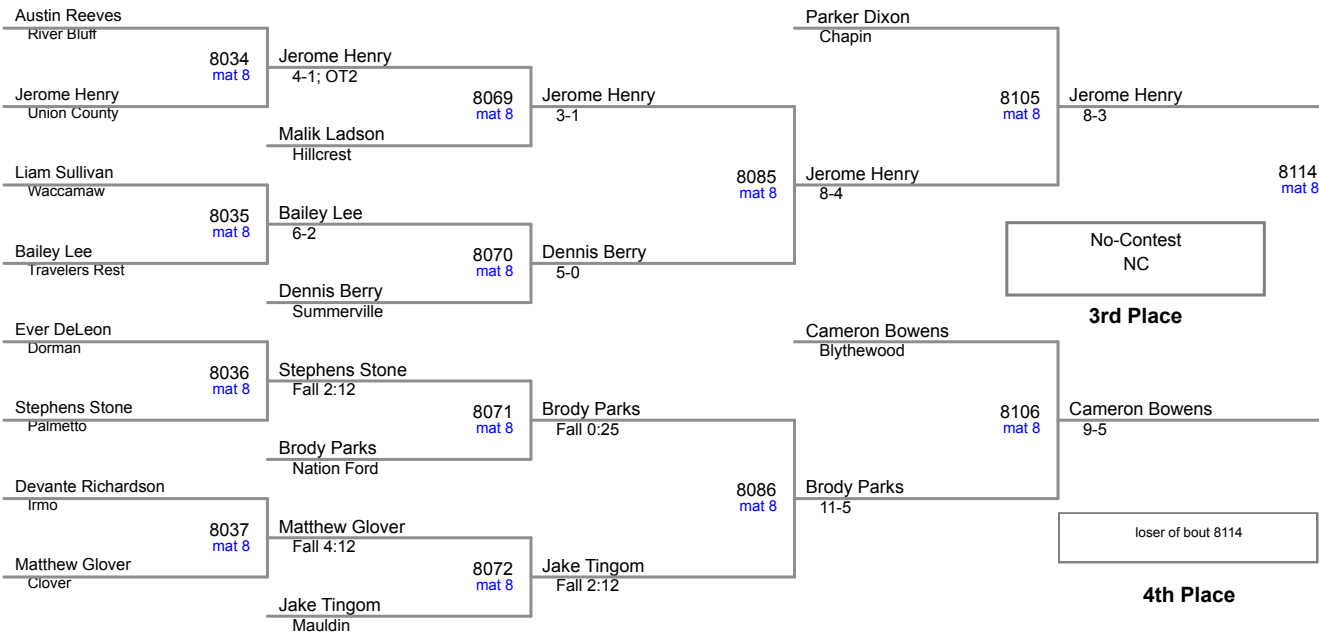 Austin Reeves
River Bluff
8034
mat 8
Jerome Henry
4-1; OT2
Jerome Henry
Union County
8069
mat 8
Jerome Henry
3-1
Malik Ladson
Hillcrest
Liam Sullivan
Waccamaw
8035
mat 8
Bailey Lee
6-2
Bailey Lee
Travelers Rest
8070
mat 8
Dennis Berry
5-0
Dennis Berry
Summerville
8085
mat 8
Jerome Henry
8-4
Parker Dixon
Chapin
8105
mat 8
Jerome Henry
8-3
8114
mat 8
No-Contest
NC
3rd Place
Ever DeLeon
Dorman
8036
mat 8
Stephens Stone
Fall 2:12
Stephens Stone
Palmetto
8071
mat 8
Brody Parks
Fall 0:25
Brody Parks
Nation Ford
Devante Richardson
Irmo
8037
mat 8
Matthew Glover
Fall 4:12
Matthew Glover
Clover
8072
mat 8
Jake Tingom
Fall 2:12
Jake Tingom
Mauldin
8086
mat 8
Brody Parks
11-5
Cameron Bowens
Blythewood
8106
mat 8
Cameron Bowens
9-5
loser of bout 8114
4th Place